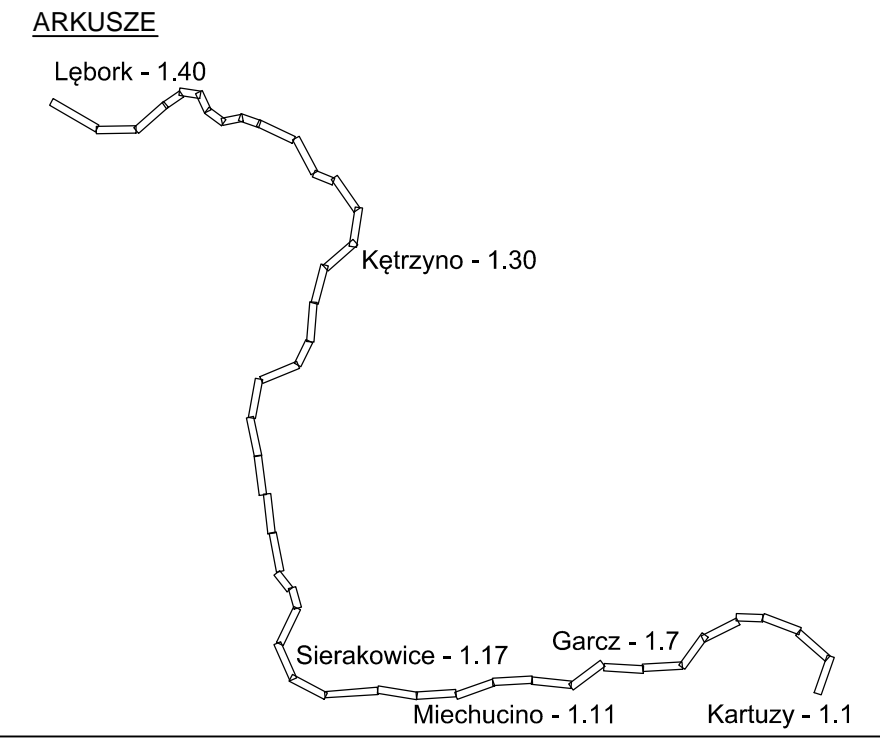 ARKUSZE
Lębork - 1.40
Kętrzyno - 1.30
Garcz - 1.7
Sierakowice - 1.17
Miechucino - 1.11
Kartuzy - 1.1